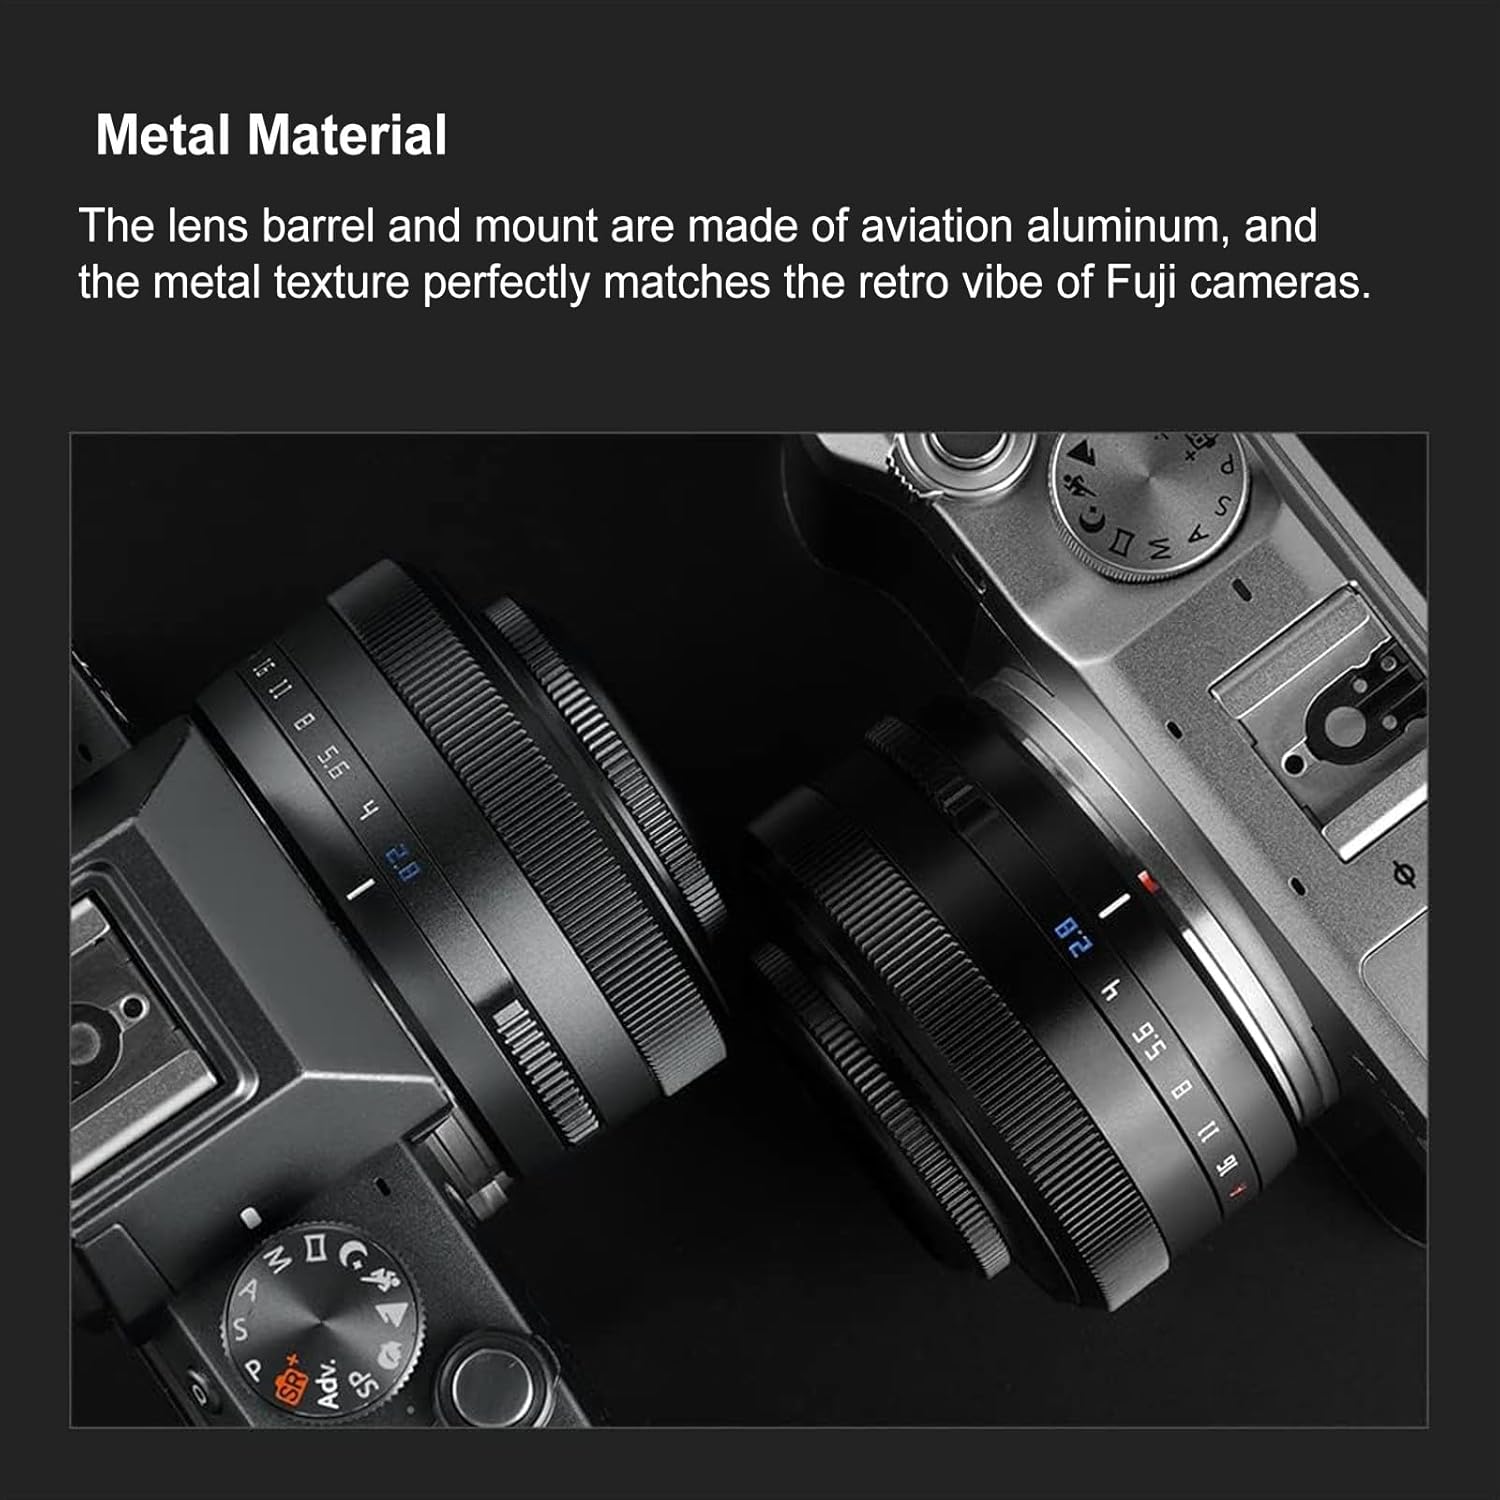 Metal Material
The lens barrel and mount are made of aviation aluminum, and
the metal texture perfectly matches the retro vibe of Fuji cameras.
16 11 8 5.6 4 2.8
2.8 4 5.6 8 11 16
P S A M
P S A M
SR+ Adv. SP